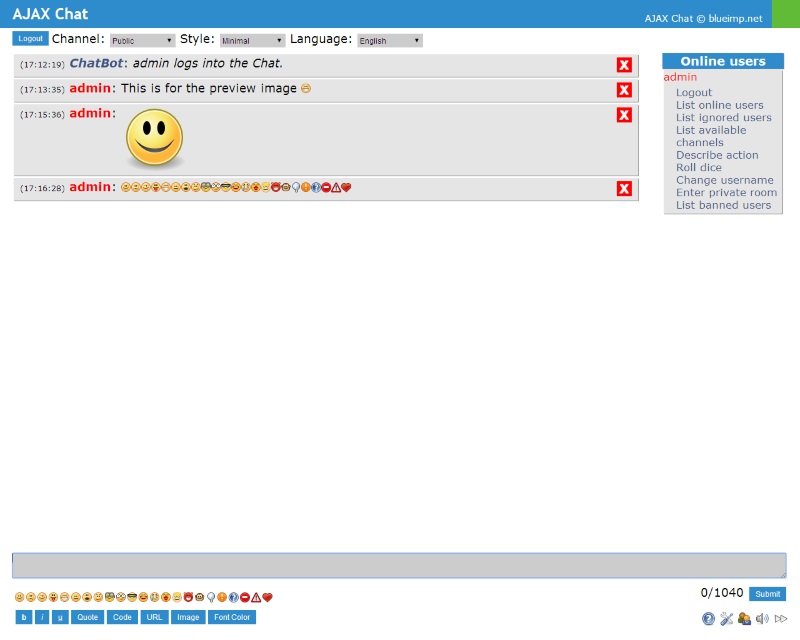 AJAX Chat
AJAX Chat © blueimp.net
Logout Channel: Public Style: Minimal Language: English
(17:12:19) ChatBot: admin logs into the Chat. X
(17:13:35) admin: This is for the preview image X
(17:15:36) admin: X
(17:16:28) admin: X
Online users
admin
Logout
List online users
List ignored users
List available
channels
Describe action
Roll dice
Change username
Enter private room
List banned users
0/1040 Submit
b i u Quote Code URL Image Font Color